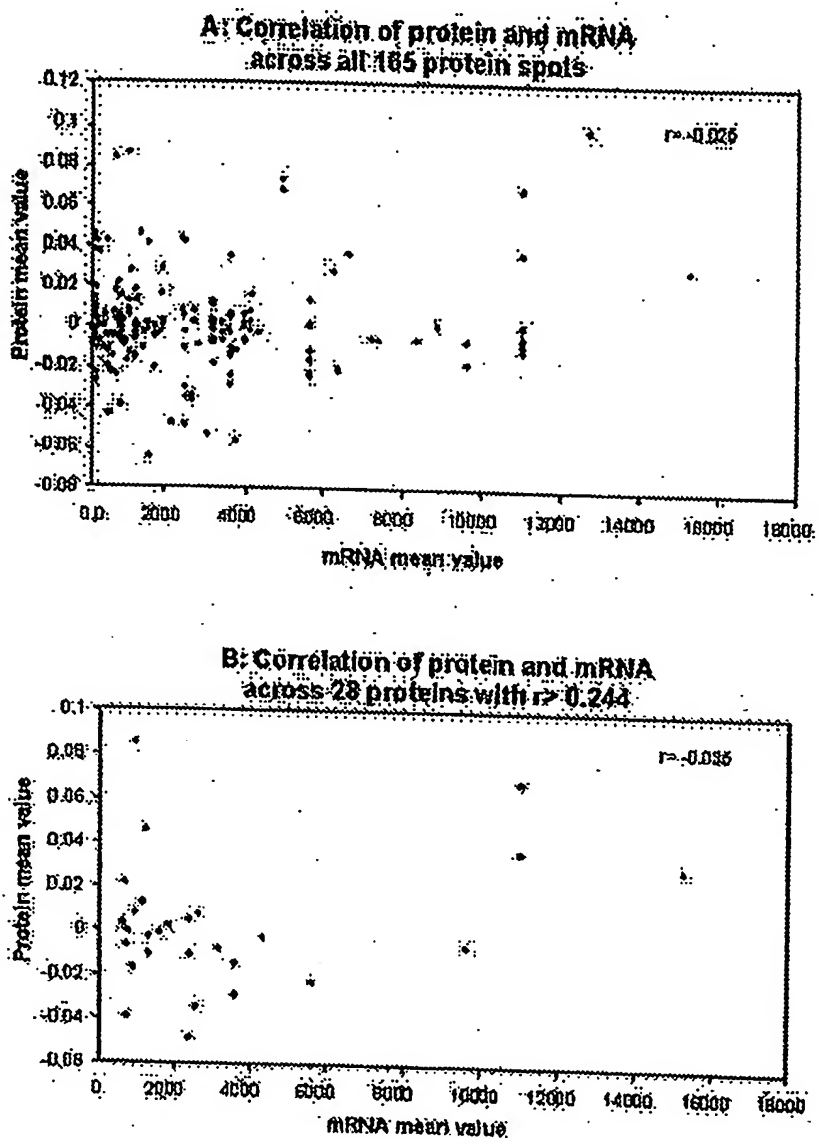 A: Correlation of protein and mRNA
across all 165 protein spots
0.12
0.1
0.08
0.06
0.04
0.02
0
-0.02
-0.04
-0.06
-0.08
Protein mean value
r= -0.025
0.0 2000 4000 6000 8000 10000 12000 14000 16000 18000
mRNA mean value
B: Correlation of protein and mRNA
across 28 proteins with r> 0.244
0.1
0.08
0.06
0.04
0.02
0
-0.02
-0.04
-0.06
Protein mean value
r= -0.035
0 2000 4000 6000 8000 10000 12000 14000 16000 18000
mRNA mean value